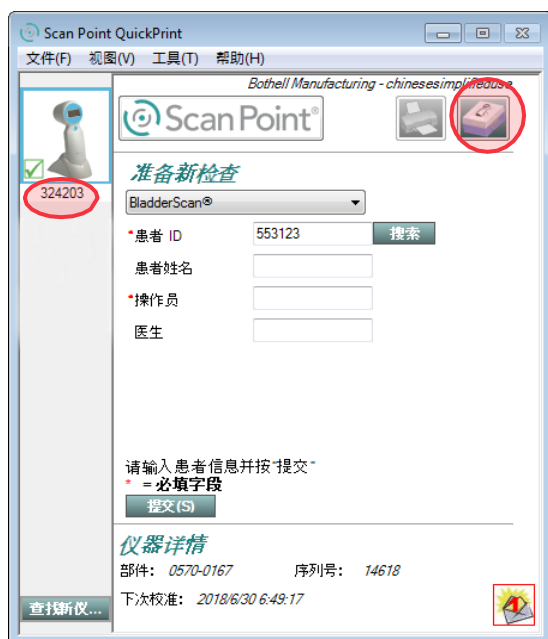 Scan Point QuickPrint
文件(F) 视图(V) 工具(T) 帮助(H)
Bothell Manufacturing - chinesesimplifieduse
Scan Point®
324203
准备新检查
BladderScan®
*患者 ID 553123 搜索
患者姓名
*操作员
医生
请输入患者信息并按"提交"
* = 必填字段
提交(S)
仪器详情
部件: 0570-0167 序列号: 14618
下次校准: 2018/6/30 6:49:17
查找新仪...